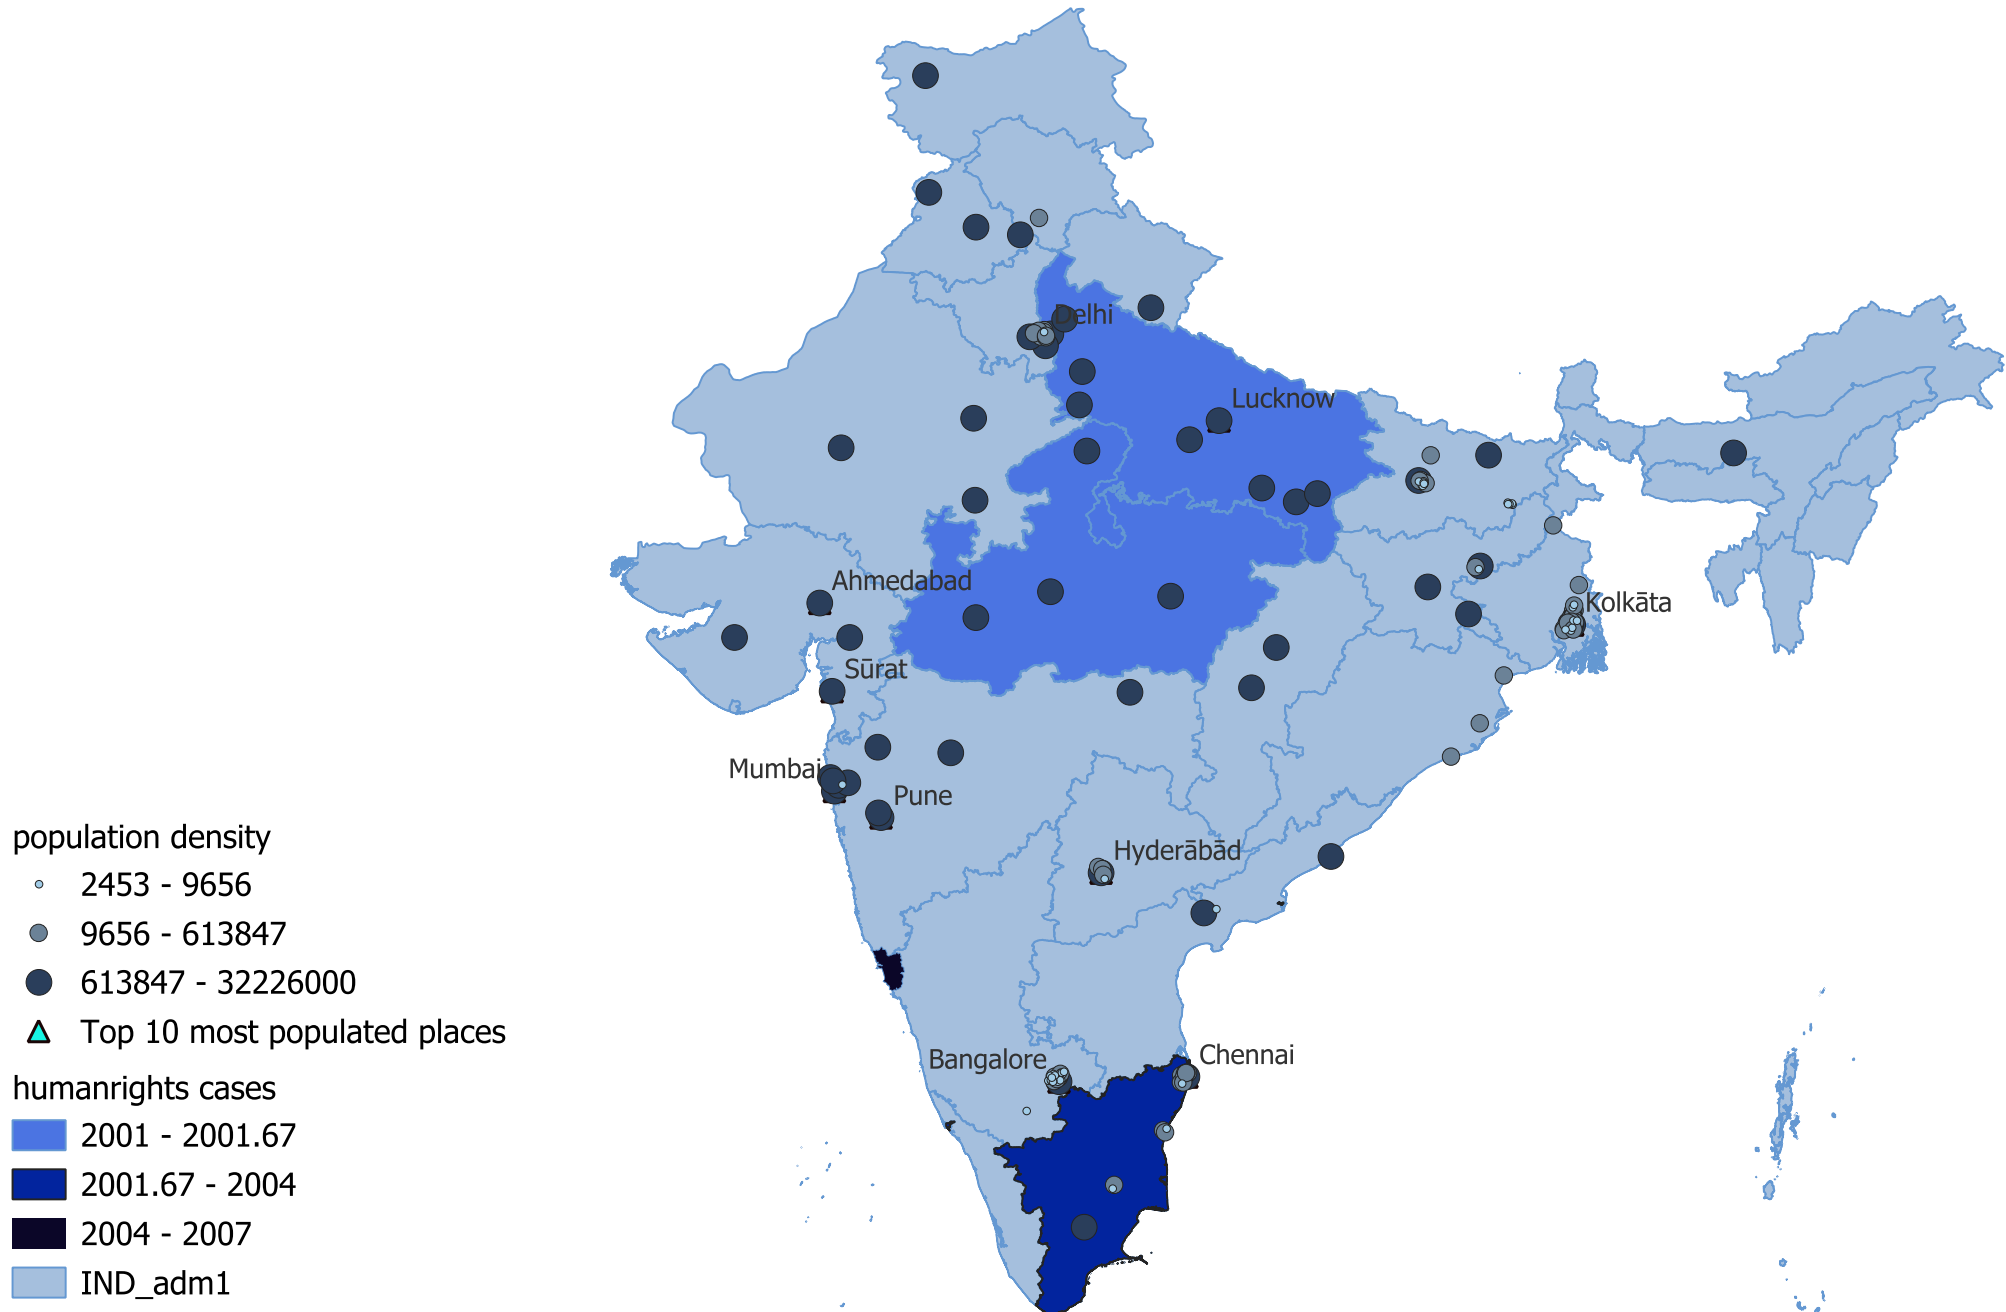 Delhi
Lucknow
Ahmedabad
Kolkāta
Sūrat
Mumbai
Pune
Hyderābād
Bangalore
Chennai
population density
2453 - 9656
9656 - 613847
613847 - 32226000
Top 10 most populated places
humanrights cases
2001 - 2001.67
2001.67 - 2004
2004 - 2007
IND_adm1